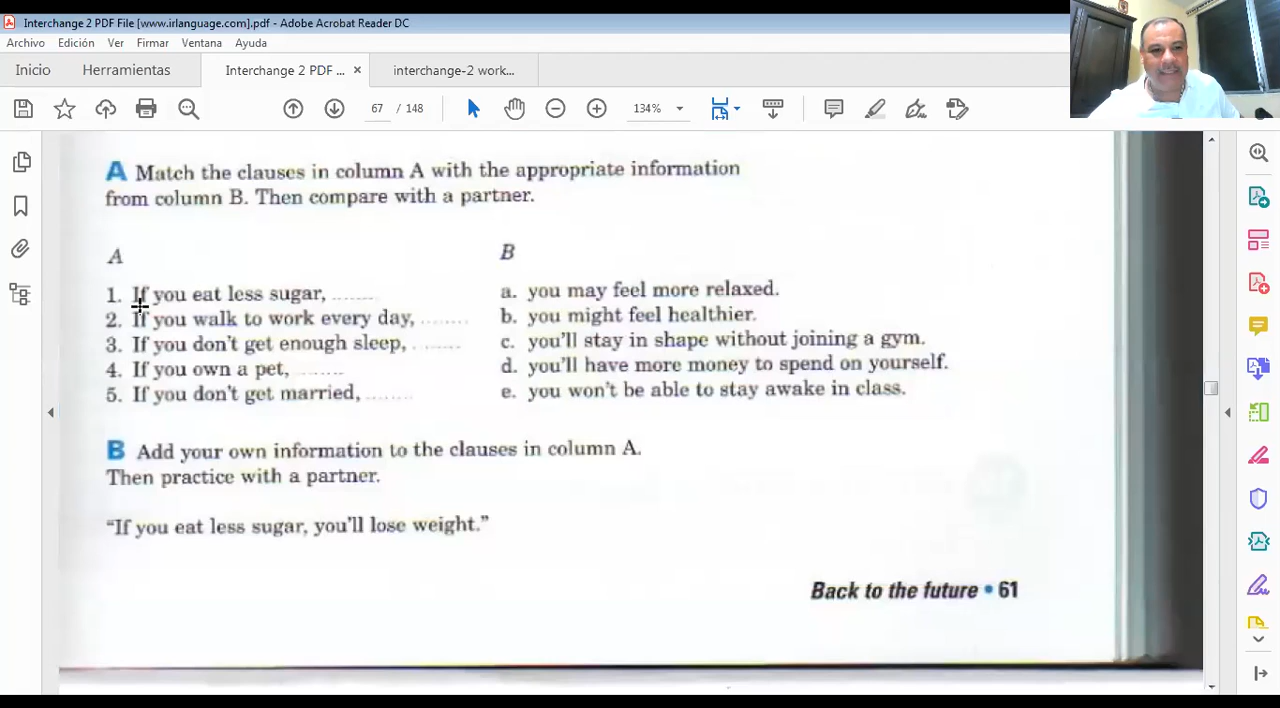 Interchange 2 PDF File [www.irlanguage.com].pdf - Adobe Acrobat Reader DC
Archivo Edición Ver Firmar Ventana Ayuda
Inicio Herramientas Interchange 2 PDF ... × interchange-2 work...
67 / 148 134%
A Match the clauses in column A with the appropriate information
from column B. Then compare with a partner.
A
1. If you eat less sugar, ........
2. If you walk to work every day, ........
3. If you don't get enough sleep, ........
4. If you own a pet, ........
5. If you don't get married, ........
B
a. you may feel more relaxed.
b. you might feel healthier.
c. you'll stay in shape without joining a gym.
d. you'll have more money to spend on yourself.
e. you won't be able to stay awake in class.
B Add your own information to the clauses in column A.
Then practice with a partner.
"If you eat less sugar, you'll lose weight."
Back to the future • 61